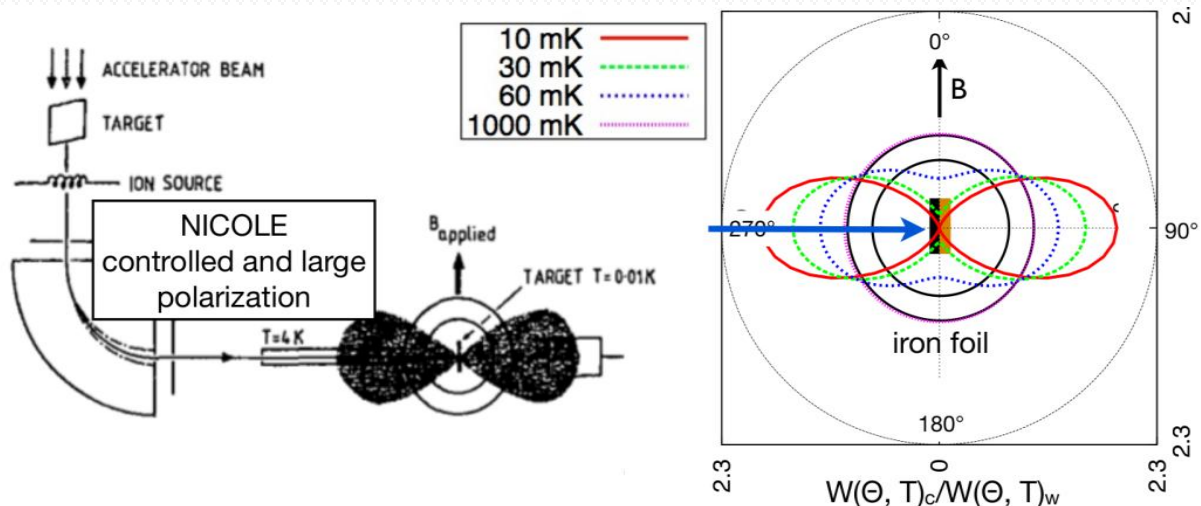 ACCELERATOR BEAM
TARGET
ION SOURCE
NICOLE
controlled and large
polarization
B applied
TARGET T=0·01K
T=4K
10 mK
30 mK
60 mK
1000 mK
0°
B
270°
90°
iron foil
180°
2.3
2.3
0
2.3
W(Θ, T)c/W(Θ, T)w